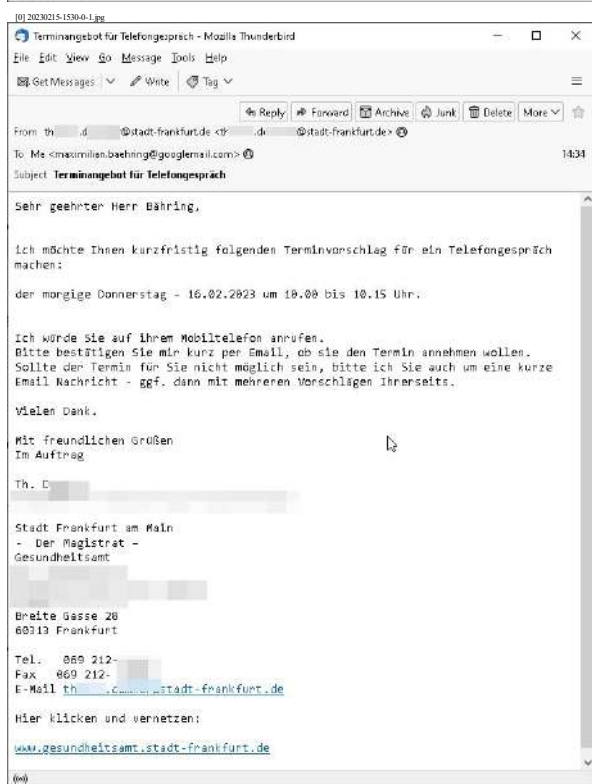 [0] 20230215-1530-0-1.jpg
Terminangebot für Telefongespräch - Mozilla Thunderbird
File Edit View Go Message Tools Help
Get Messages Write Tag
Reply Forward Archive Junk Delete More
From th .d @stadt-frankfurt.de < .d @stadt-frankfurt.de>
To Me <maximilian.baehring@googlemail.com> 14:34
Subject Terminangebot für Telefongespräch
Sehr geehrter Herr Bähring,
ich möchte Ihnen kurzfristig folgenden Terminvorschlag für ein Telefongespräch
machen:
der morgige Donnerstag - 16.02.2023 um 10.00 bis 10.15 Uhr.
Ich würde Sie auf ihrem Mobiltelefon anrufen.
Bitte bestätigen Sie mir kurz per Email, ob sie den Termin annehmen wollen.
Sollte der Termin für Sie nicht möglich sein, bitte ich Sie auch um eine kurze
Email Nachricht - ggf. dann mit mehreren Vorschlägen Ihrerseits.
Vielen Dank.
Mit freundlichen Grüßen
Im Auftrag
Th. D
Stadt Frankfurt am Main
- Der Magistrat -
Gesundheitsamt
Breite Gasse 28
60313 Frankfurt
Tel. 069 212-
Fax 069 212-
E-Mail th stadt-frankfurt.de
Hier klicken und vernetzen:
www.gesundheitsamt.stadt-frankfurt.de